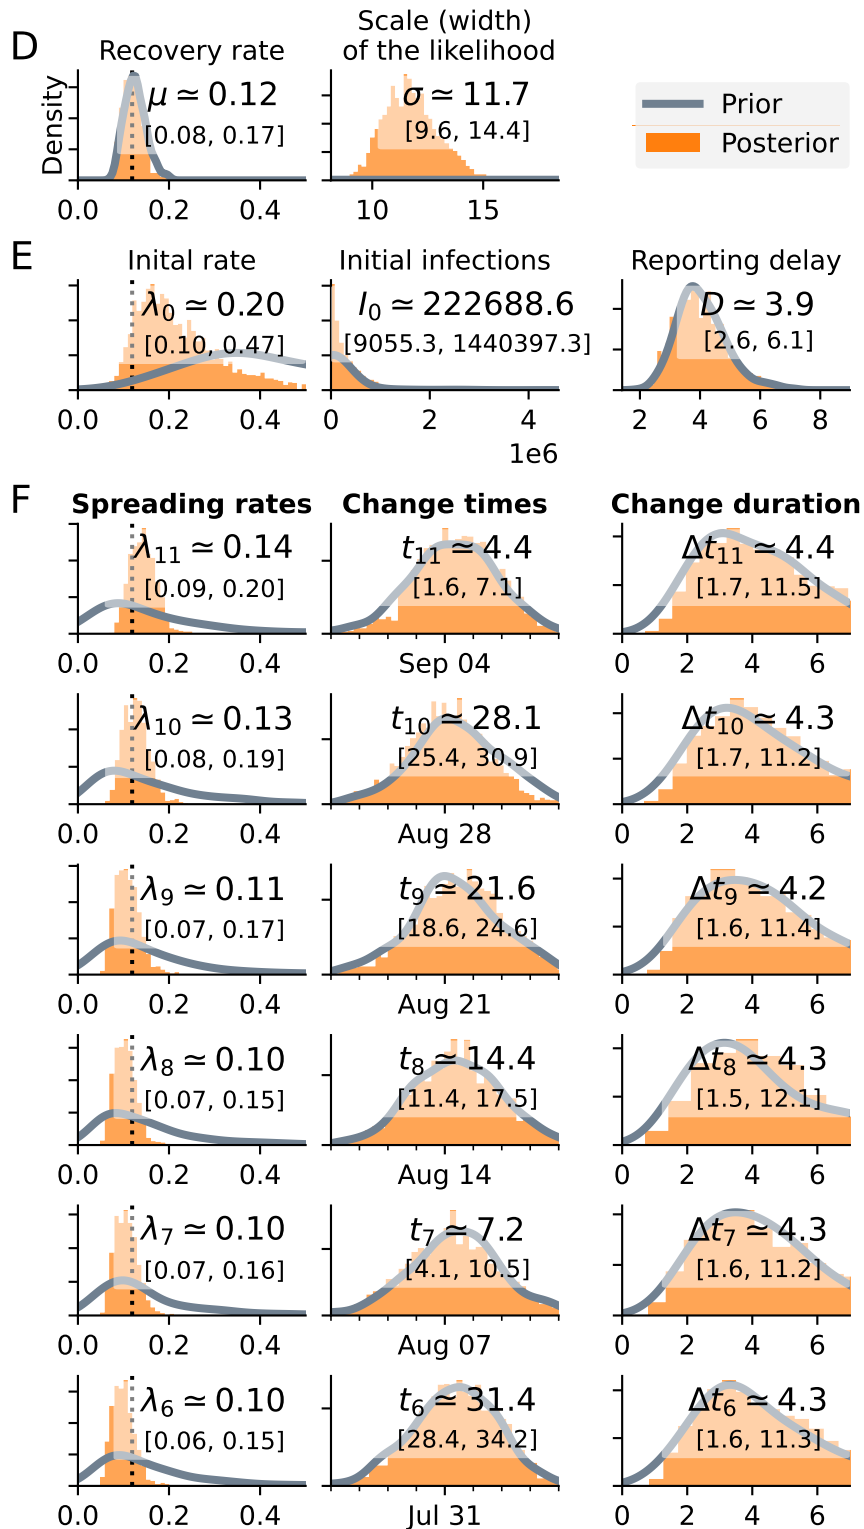 D
Recovery rate
Scale (width)
of the likelihood
Density
μ ≃ 0.12
[0.08, 0.17]
σ ≃ 11.7
[9.6, 14.4]
Prior
Posterior
0.0 0.2 0.4
10 15
E
Inital rate
Initial infections
Reporting delay
λ0 ≃ 0.20
[0.10, 0.47]
I0 ≃ 222688.6
[9055.3, 1440397.3]
D ≃ 3.9
[2.6, 6.1]
0.0 0.2 0.4
0 2 4
1e6
2 4 6 8
F
Spreading rates
Change times
Change duration
λ11 ≃ 0.14
[0.09, 0.20]
t11 ≃ 4.4
[1.6, 7.1]
Δt11 ≃ 4.4
[1.7, 11.5]
0.0 0.2 0.4
Sep 04
0 2 4 6
λ10 ≃ 0.13
[0.08, 0.19]
t10 ≃ 28.1
[25.4, 30.9]
Δt10 ≃ 4.3
[1.7, 11.2]
0.0 0.2 0.4
Aug 28
0 2 4 6
λ9 ≃ 0.11
[0.07, 0.17]
t9 ≃ 21.6
[18.6, 24.6]
Δt9 ≃ 4.2
[1.6, 11.4]
0.0 0.2 0.4
Aug 21
0 2 4 6
λ8 ≃ 0.10
[0.07, 0.15]
t8 ≃ 14.4
[11.4, 17.5]
Δt8 ≃ 4.3
[1.5, 12.1]
0.0 0.2 0.4
Aug 14
0 2 4 6
λ7 ≃ 0.10
[0.07, 0.16]
t7 ≃ 7.2
[4.1, 10.5]
Δt7 ≃ 4.3
[1.6, 11.2]
0.0 0.2 0.4
Aug 07
0 2 4 6
λ6 ≃ 0.10
[0.06, 0.15]
t6 ≃ 31.4
[28.4, 34.2]
Δt6 ≃ 4.3
[1.6, 11.3]
0.0 0.2 0.4
Jul 31
0 2 4 6